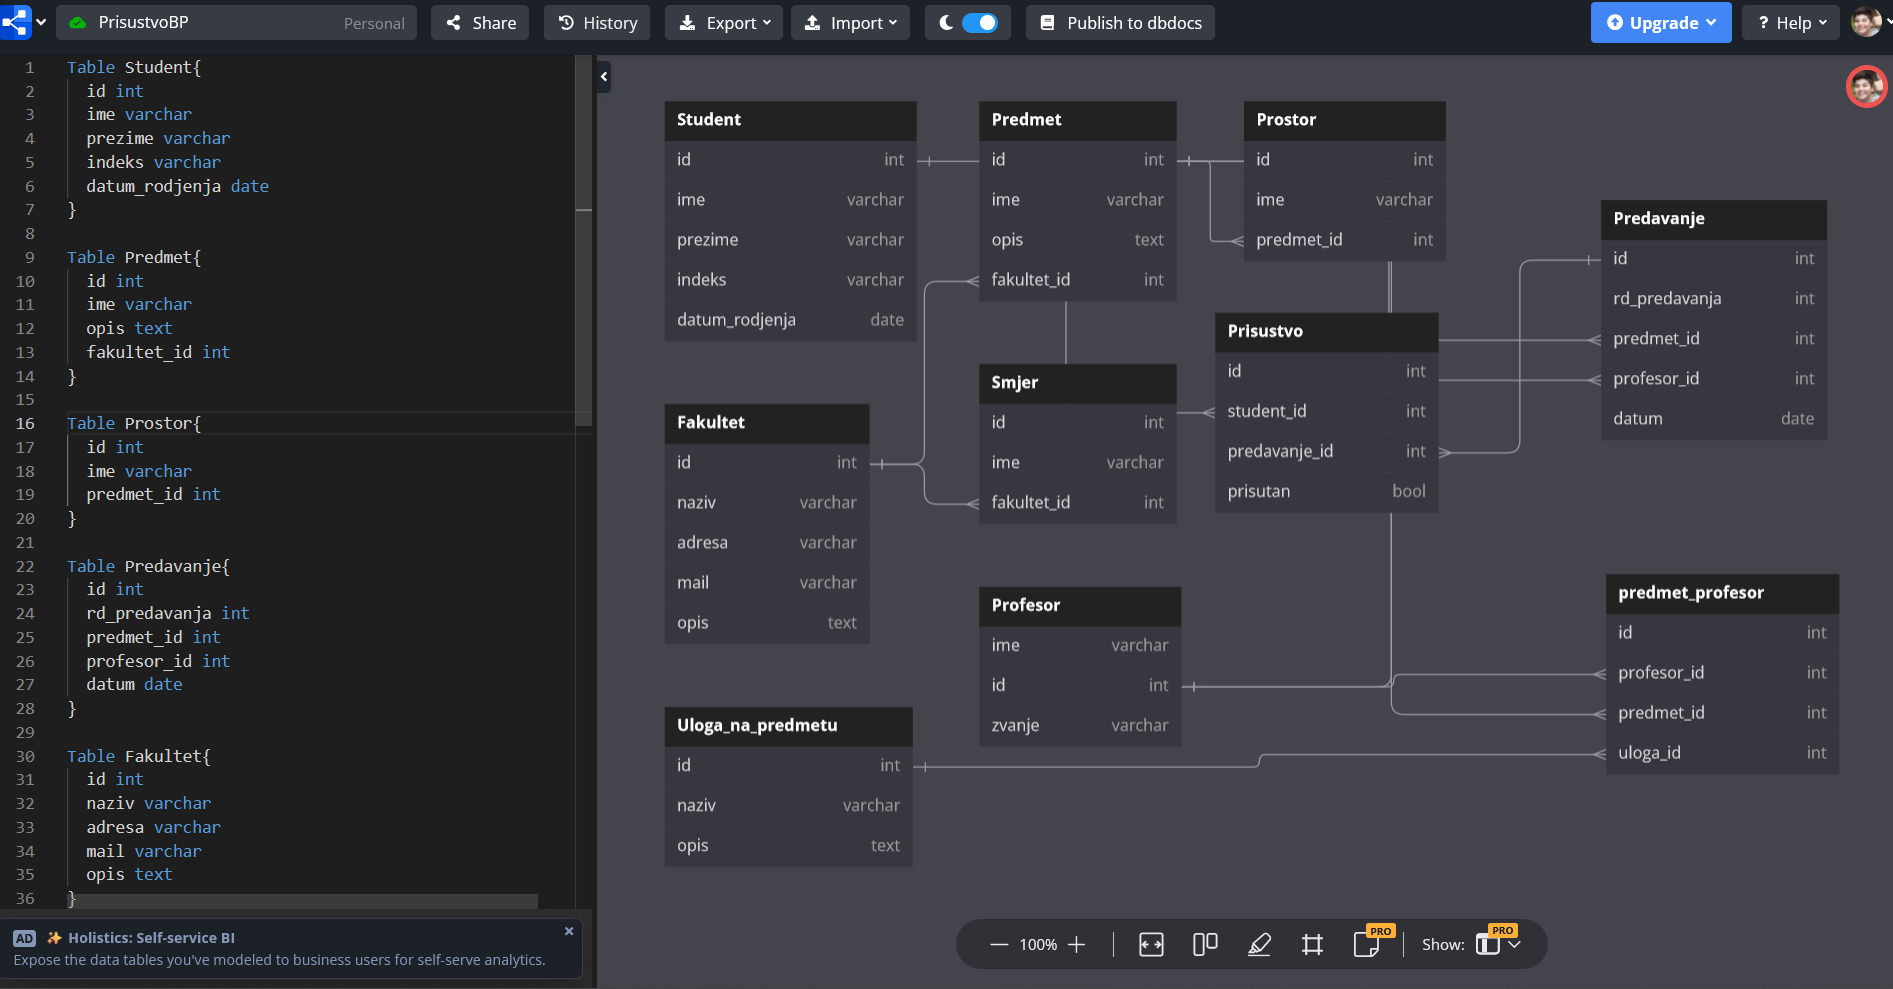 PrisustvoBP Personal Share History Export Import Publish to dbdocs Upgrade ? Help
1 Table Student{
2 id int
3 ime varchar
4 prezime varchar
5 indeks varchar
6 datum_rodjenja date
7 }
8
9 Table Predmet{
10 id int
11 ime varchar
12 opis text
13 fakultet_id int
14 }
15
16 Table Prostor{
17 id int
18 ime varchar
19 predmet_id int
20 }
21
22 Table Predavanje{
23 id int
24 rd_predavanja int
25 predmet_id int
26 profesor_id int
27 datum date
28 }
29
30 Table Fakultet{
31 id int
32 naziv varchar
33 adresa varchar
34 mail varchar
35 opis text
36 }
AD Holistics: Self-service BI
Expose the data tables you've modeled to business users for self-serve analytics.
Student
id int
ime varchar
prezime varchar
indeks varchar
datum_rodjenja date
Predmet
id int
ime varchar
opis text
fakultet_id int
Prostor
id int
ime varchar
predmet_id int
Predavanje
id int
rd_predavanja int
predmet_id int
profesor_id int
datum date
Prisustvo
id int
student_id int
predavanje_id int
prisutan bool
Smjer
id int
ime varchar
fakultet_id int
Fakultet
id int
naziv varchar
adresa varchar
mail varchar
opis text
Profesor
ime varchar
id int
zvanje varchar
predmet_profesor
id int
profesor_id int
predmet_id int
uloga_id int
Uloga_na_predmetu
id int
naziv varchar
opis text
100% PRO Show: PRO